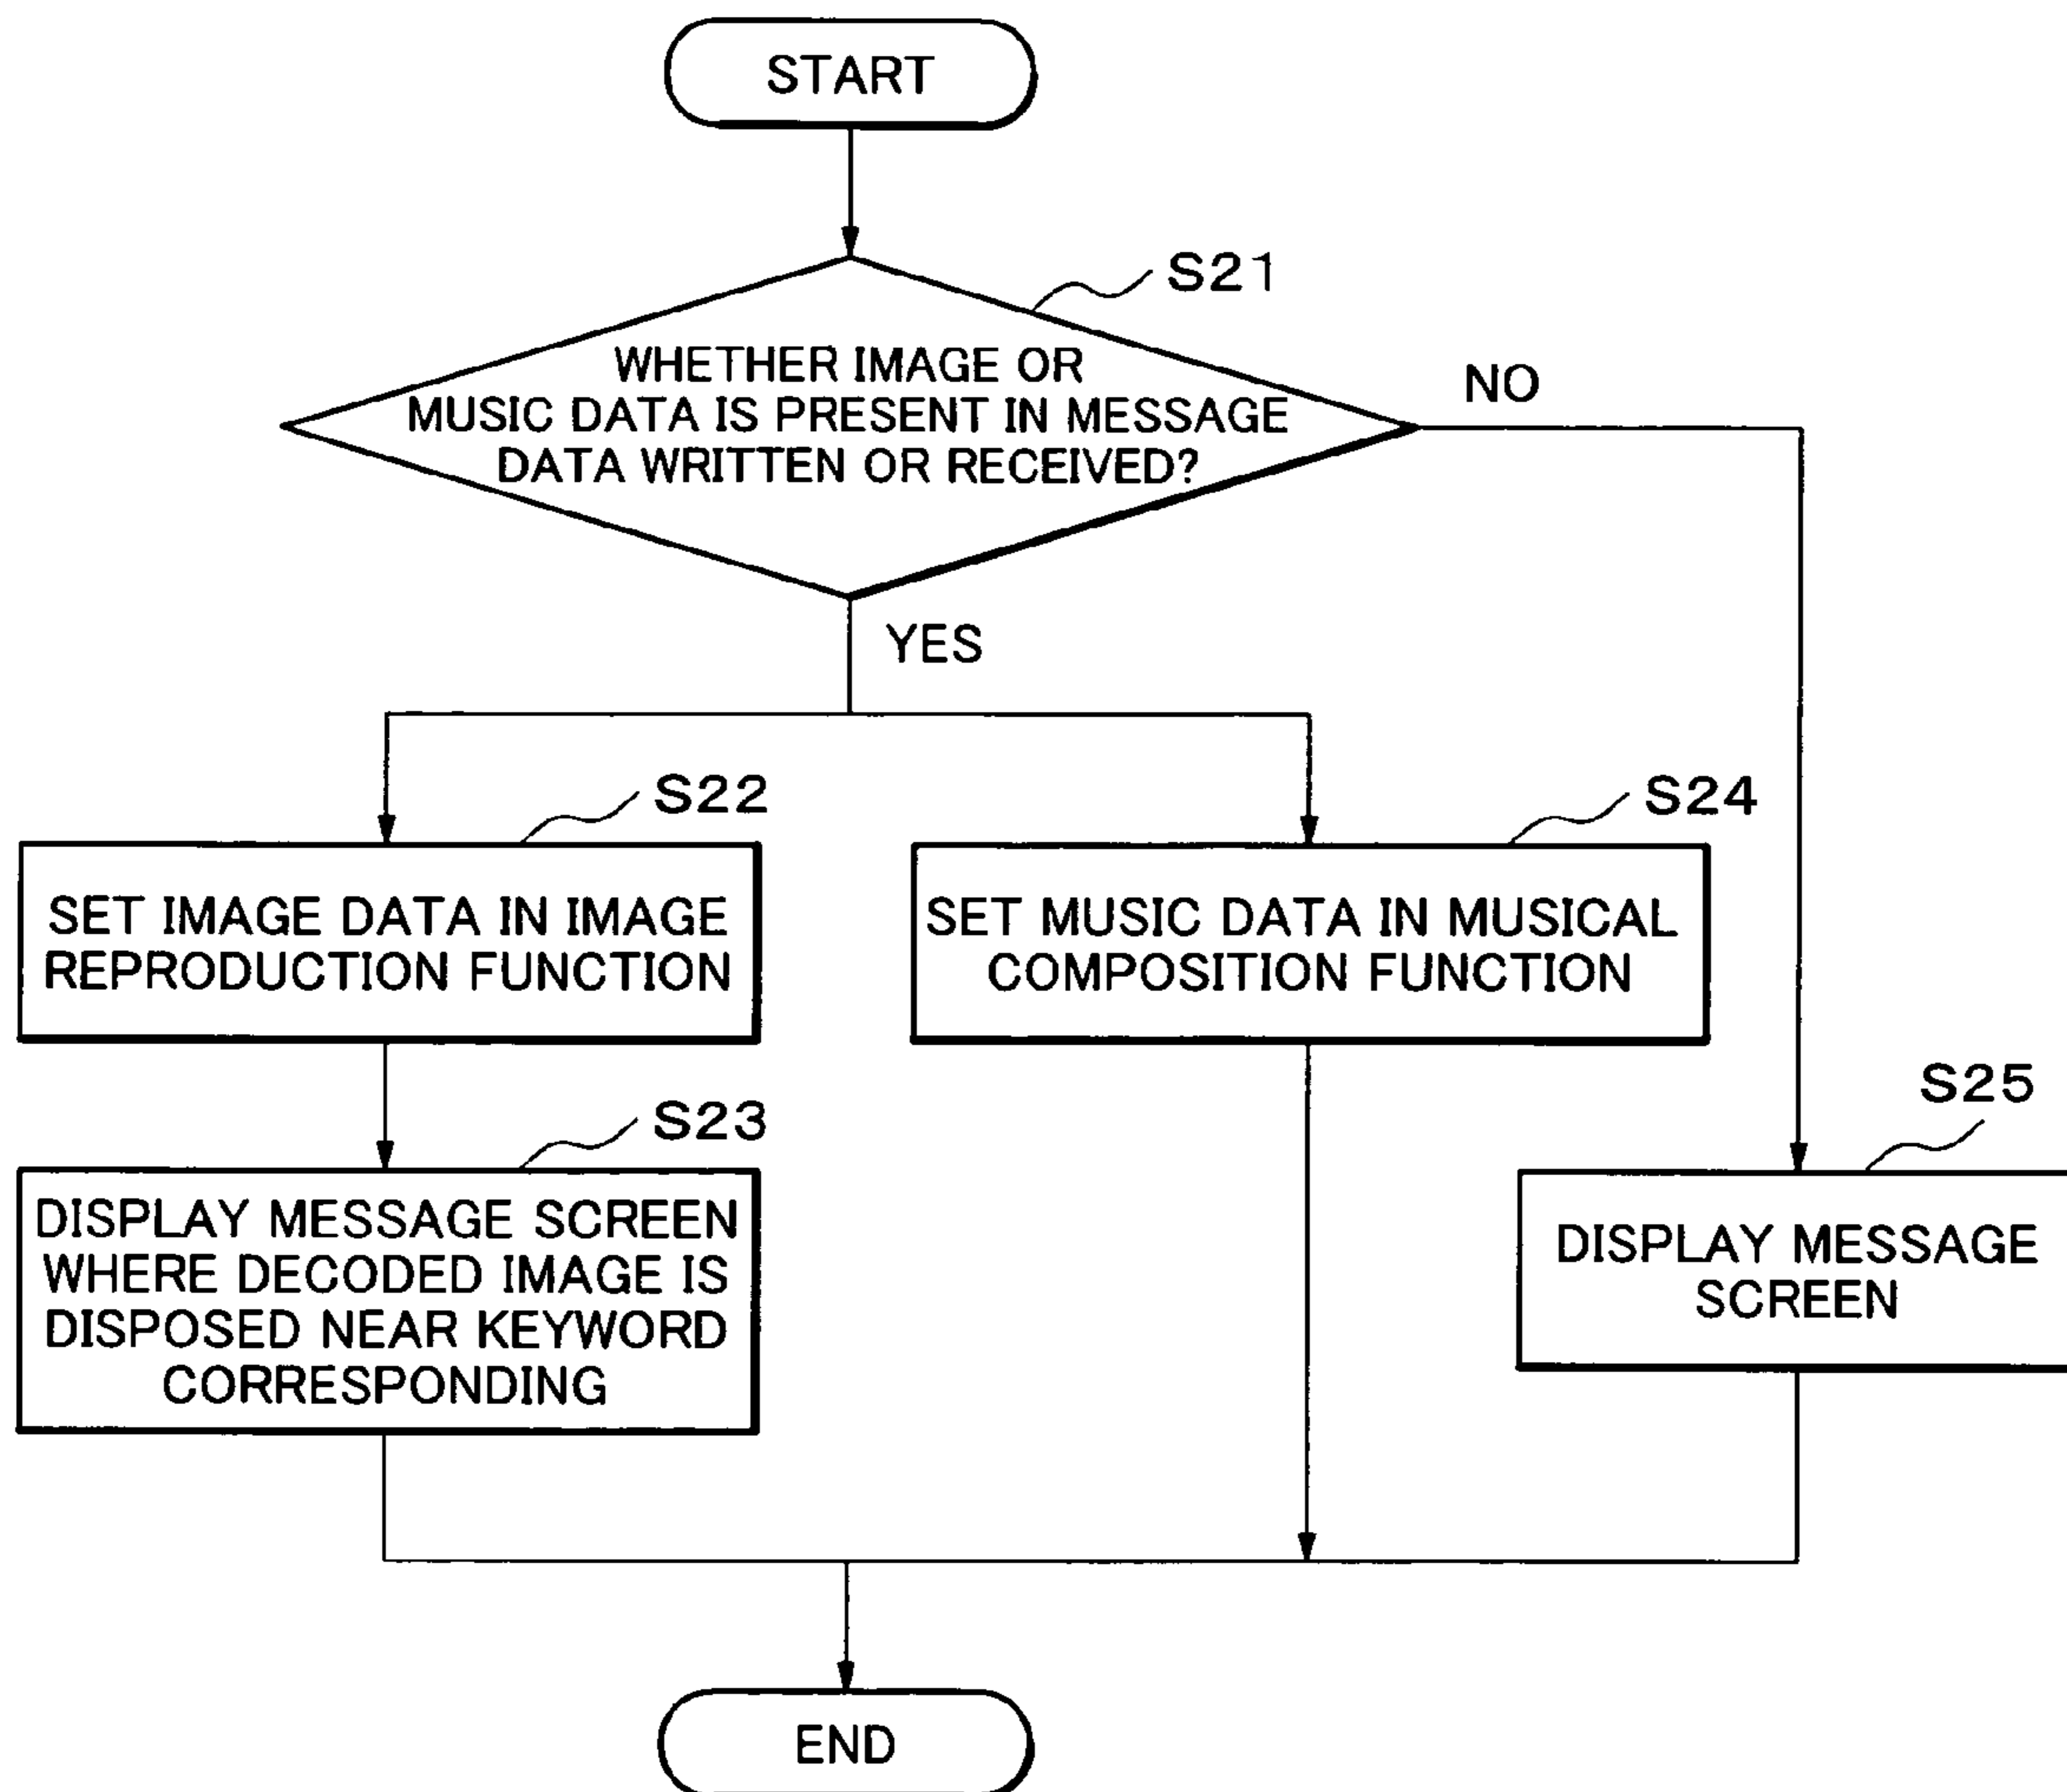 START
S21
WHETHER IMAGE OR
MUSIC DATA IS PRESENT IN MESSAGE
DATA WRITTEN OR RECEIVED?
NO
YES
S22
SET IMAGE DATA IN IMAGE
REPRODUCTION FUNCTION
S24
SET MUSIC DATA IN MUSICAL
COMPOSITION FUNCTION
S23
DISPLAY MESSAGE SCREEN
WHERE DECODED IMAGE IS
DISPOSED NEAR KEYWORD
CORRESPONDING
S25
DISPLAY MESSAGE
SCREEN
END